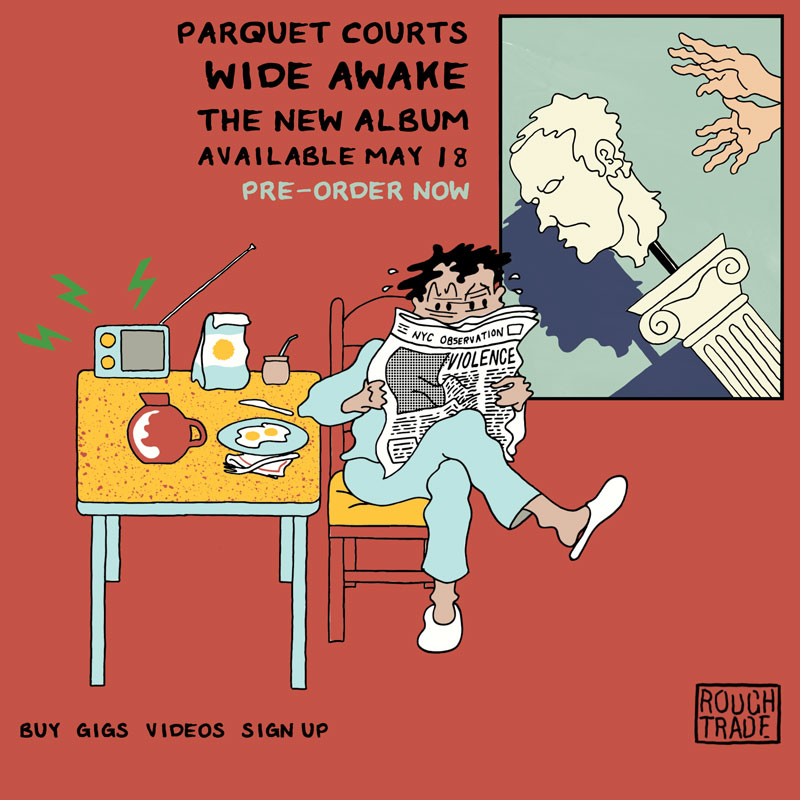 PARQUET COURTS
WIDE AWAKE
THE NEW ALBUM
AVAILABLE MAY 18
PRE-ORDER NOW
NYC OBSERVATION
VIOLENCE
BUY GIGS VIDEOS SIGN UP
ROUGH
TRADE